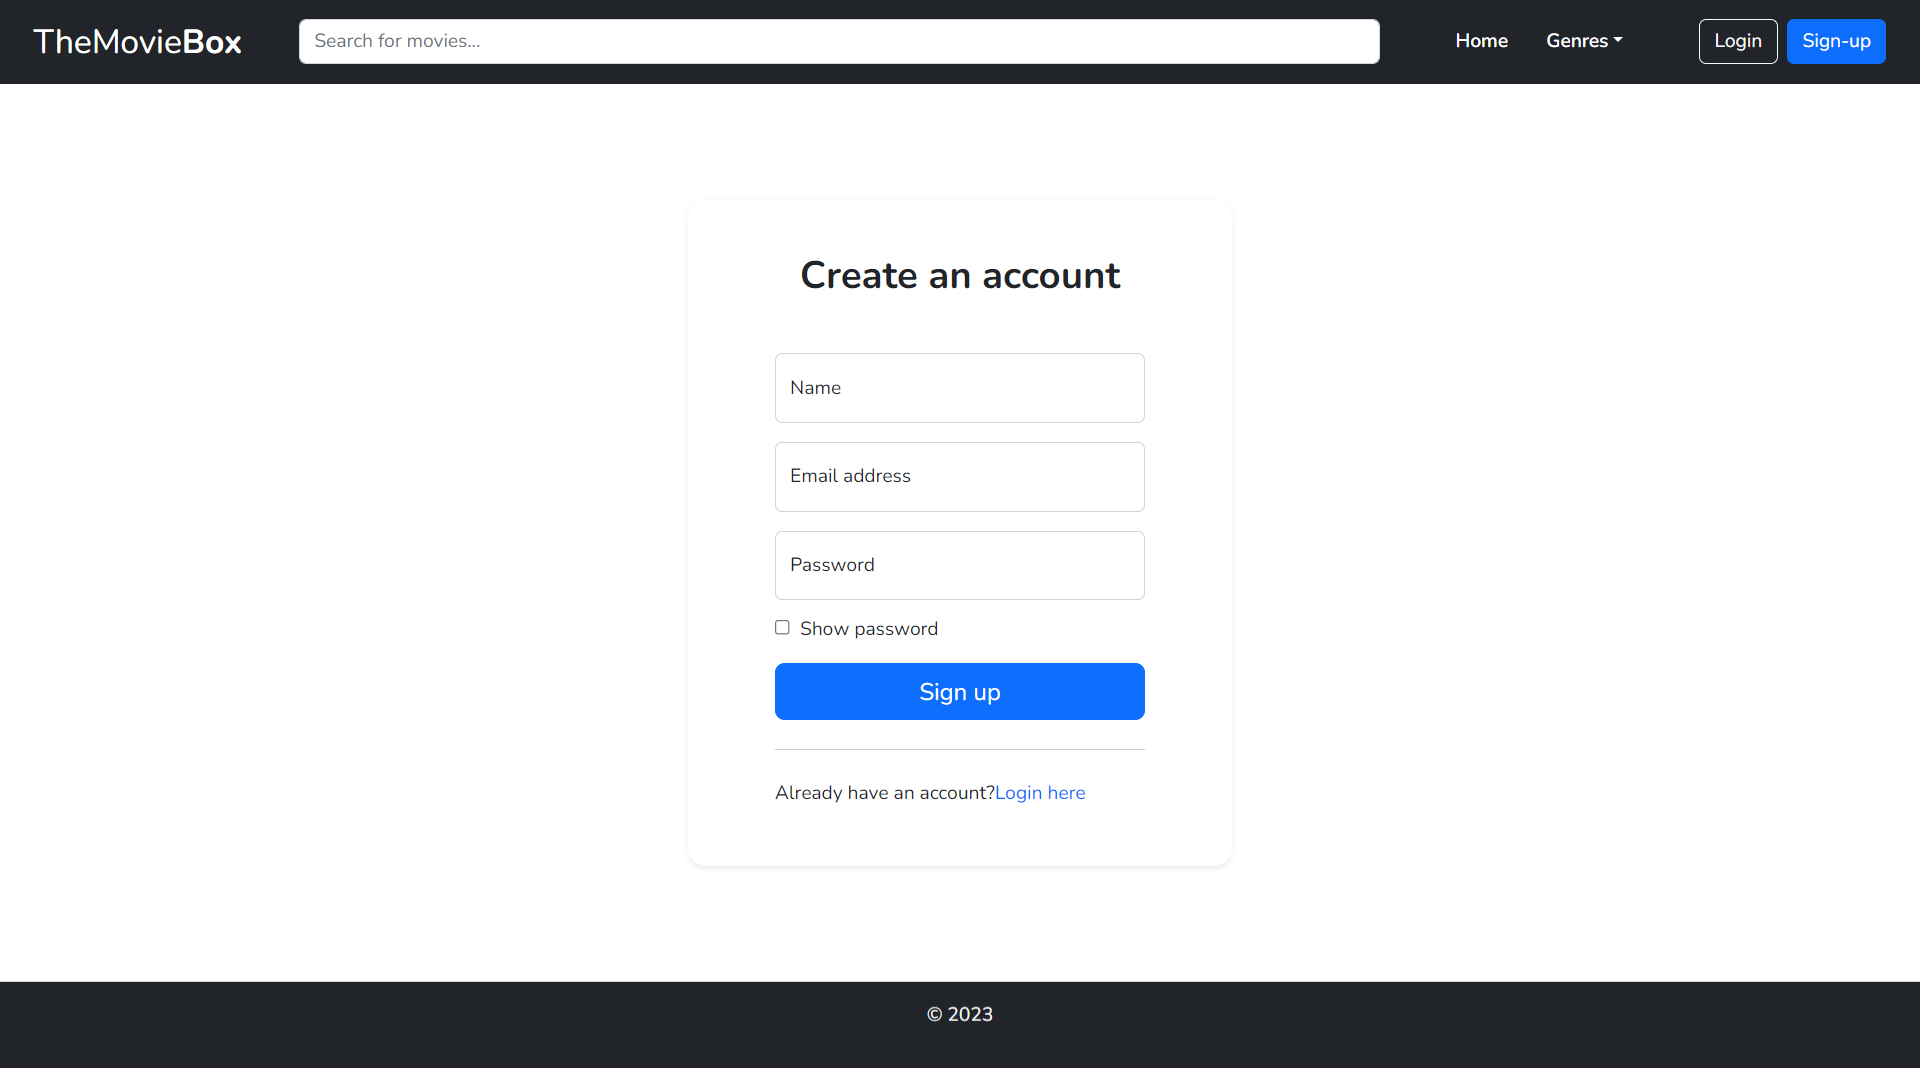 TheMovieBox Search for movies... Home Genres Login Sign-up
Create an account
Name
Email address
Password
Show password
Sign up
Already have an account?Login here
© 2023